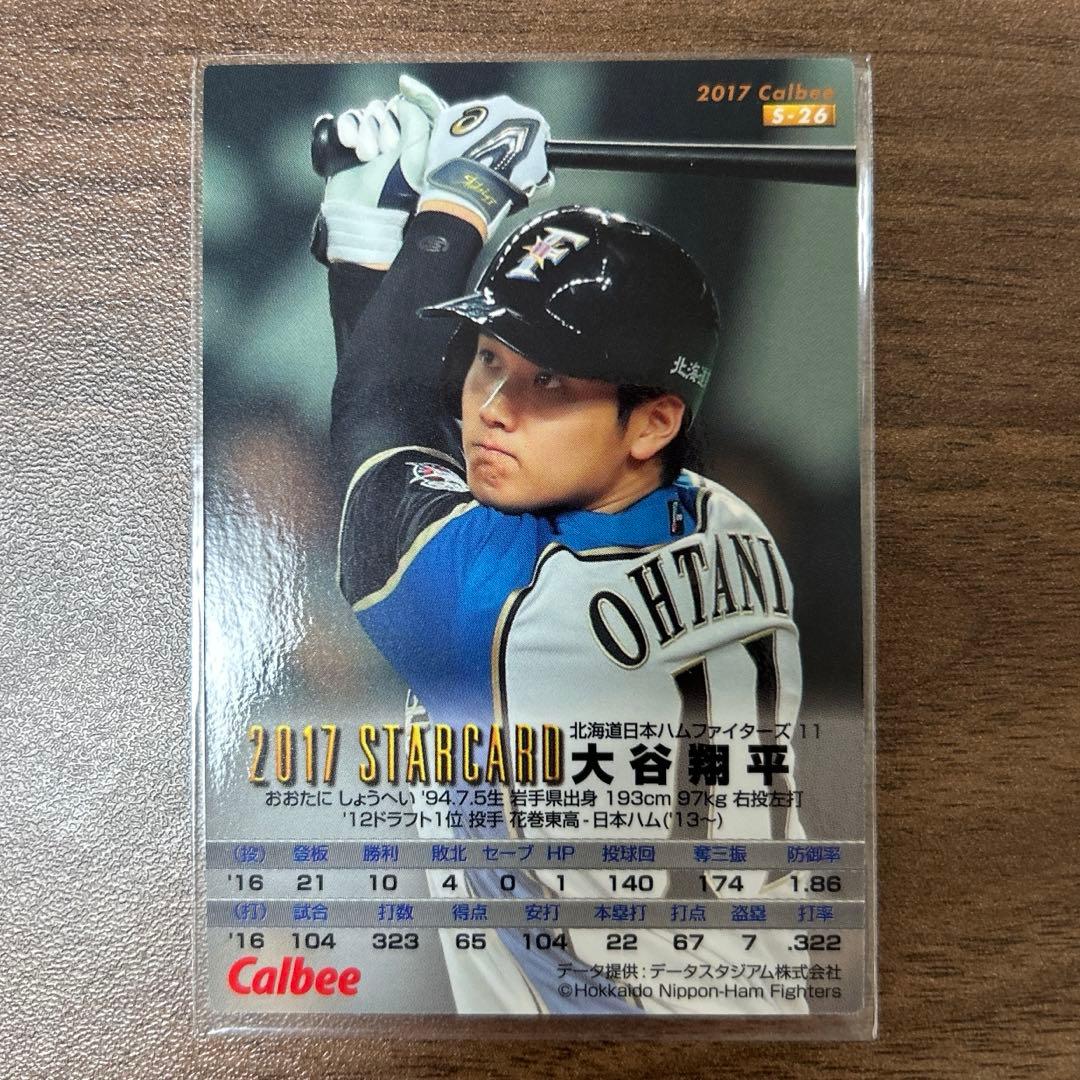 2017 Calbee
S-26
F
北海道
OHTANI
11
北海道日本ハムファイターズ 11
2017 STARCARD 大谷翔平
おおたに しょうへい '94.7.5生 岩手県出身 193cm 97kg 右投左打
'12ドラフト1位 投手 花巻東高-日本ハム('13〜)
(投) 登板 勝利 敗北 セーブ HP 投球回 奪三振 防御率
'16 21 10 4 0 1 140 174 1.86
(打) 試合 打数 得点 安打 本塁打 打点 盗塁 打率
'16 104 323 65 104 22 67 7 .322
Calbee
データ提供:データスタジアム株式会社
©Hokkaido Nippon-Ham Fighters